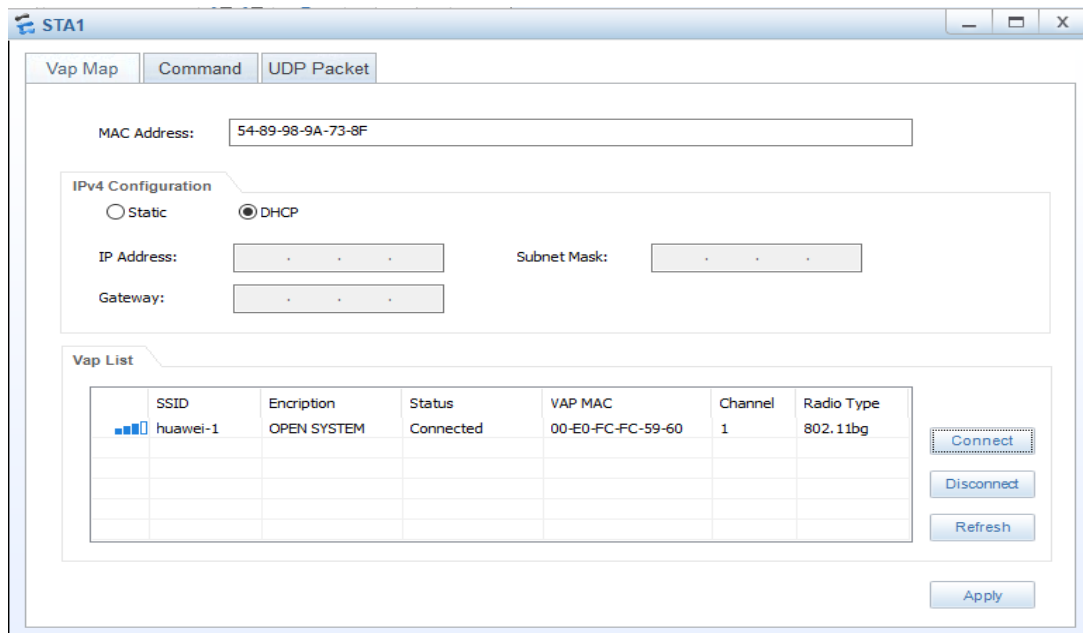 STA1
X
Vap Map Command UDP Packet
MAC Address: 54-89-98-9A-73-8F
IPv4 Configuration
Static DHCP
IP Address: . . . Subnet Mask: . . .
Gateway: . . .
Vap List
SSID Encription Status VAP MAC Channel Radio Type
huawei-1 OPEN SYSTEM Connected 00-E0-FC-FC-59-60 1 802.11bg
Connect
Disconnect
Refresh
Apply